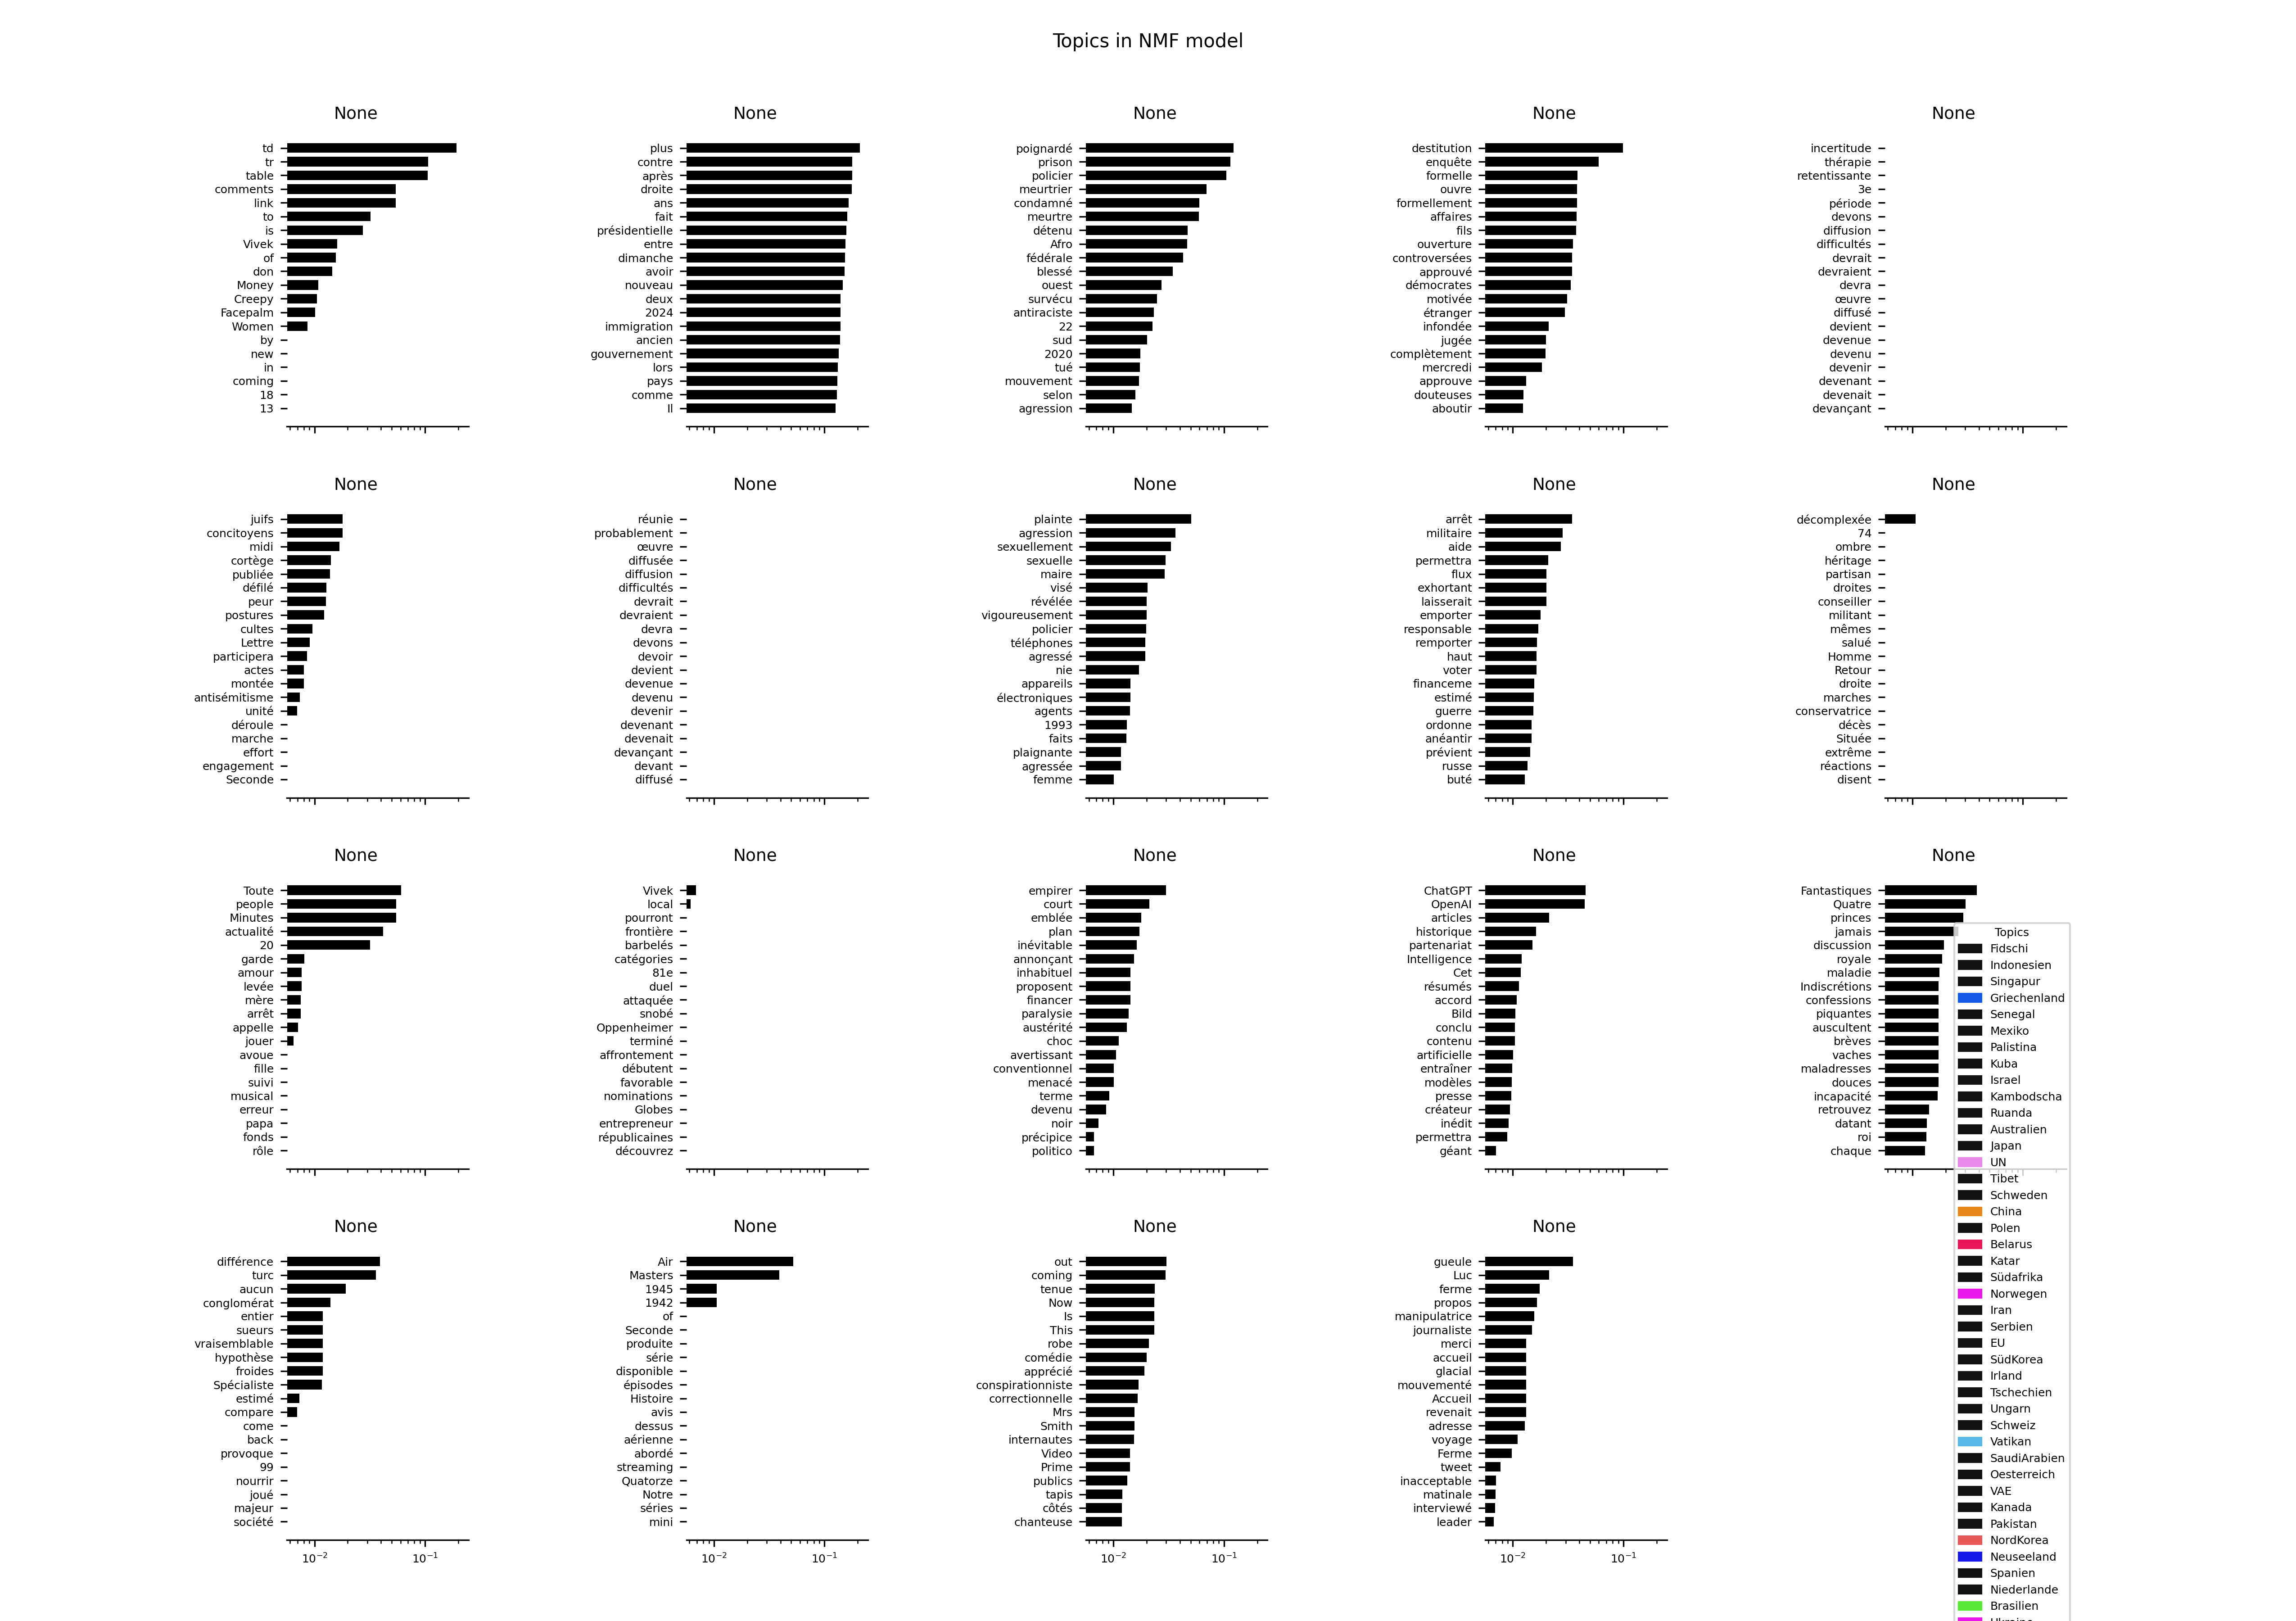 Topics in NMF model
None
td
tr
table
comments
link
to
is
Vivek
of
don
Money
Creepy
Facepalm
Women
by
new
in
coming
18
13
None
plus
contre
après
droite
ans
fait
présidentielle
entre
dimanche
avoir
nouveau
deux
2024
immigration
ancien
gouvernement
lors
pays
comme
Il
None
poignardé
prison
policier
meurtrier
condamné
meurtre
détenu
Afro
fédérale
blessé
ouest
survécu
antiraciste
22
sud
2020
tué
mouvement
selon
agression
None
destitution
enquête
formelle
ouvre
formellement
affaires
fils
ouverture
controversées
approuvé
démocrates
motivée
étranger
infondée
jugée
complètement
mercredi
approuve
douteuses
aboutir
None
incertitude
thérapie
retentissante
3e
période
devons
diffusion
difficultés
devrait
devraient
devra
œuvre
diffusé
devient
devenue
devenu
devenir
devenant
devenait
devançant
None
juifs
concitoyens
midi
cortège
publiée
défilé
peur
postures
cultes
Lettre
participera
actes
montée
antisémitisme
unité
déroule
marche
effort
engagement
Seconde
None
réunie
probablement
œuvre
diffusée
diffusion
difficultés
devrait
devraient
devra
devons
devoir
devient
devenue
devenu
devenir
devenant
devenait
devançant
devant
diffusé
None
plainte
agression
sexuellement
sexuelle
maire
visé
révélée
vigoureusement
policier
téléphones
agressé
nie
appareils
électroniques
agents
1993
faits
plaignante
agressée
femme
None
arrêt
militaire
aide
permettra
flux
exhortant
laisserait
emporter
responsable
remporter
haut
voter
financeme
estimé
guerre
ordonne
anéantir
prévient
russe
buté
None
décomplexée
74
ombre
héritage
partisan
droites
conseiller
militant
mêmes
salué
Homme
Retour
droite
marches
conservatrice
décès
Située
extrême
réactions
disent
None
Toute
people
Minutes
actualité
20
garde
amour
levée
mère
arrêt
appelle
jouer
avoue
fille
suivi
musical
erreur
papa
fonds
rôle
None
Vivek
local
pourront
frontière
barbelés
catégories
81e
duel
attaquée
snobé
Oppenheimer
terminé
affrontement
débutent
favorable
nominations
Globes
entrepreneur
républicaines
découvrez
None
empirer
court
emblée
plan
inévitable
annonçant
inhabituel
proposent
financer
paralysie
austérité
choc
avertissant
conventionnel
menacé
terme
devenu
noir
précipice
politico
None
ChatGPT
OpenAI
articles
historique
partenariat
Intelligence
Cet
résumés
accord
Bild
conclu
contenu
artificielle
entraîner
modèles
presse
créateur
inédit
permettra
géant
None
Fantastiques
Quatre
princes
jamais
discussion
royale
maladie
Indiscrétions
confessions
piquantes
auscultent
brèves
vaches
maladresses
douces
incapacité
retrouvez
datant
roi
chaque
None
différence
turc
aucun
conglomérat
entier
sueurs
vraisemblable
hypothèse
froides
Spécialiste
estimé
compare
come
back
provoque
99
nourrir
joué
majeur
société
10⁻²
10⁻¹
None
Air
Masters
1945
1942
of
Seconde
produite
série
disponible
épisodes
Histoire
avis
dessus
aérienne
abordé
streaming
Quatorze
Notre
séries
mini
10⁻²
10⁻¹
None
out
coming
tenue
Now
Is
This
robe
comédie
apprécié
conspirationniste
correctionnelle
Mrs
Smith
internautes
Video
Prime
publics
tapis
côtés
chanteuse
10⁻²
10⁻¹
None
gueule
Luc
ferme
propos
manipulatrice
journaliste
merci
accueil
glacial
mouvementé
Accueil
revenait
adresse
voyage
Ferme
tweet
inacceptable
matinale
interviewé
leader
10⁻²
10⁻¹
Topics
Fidschi
Indonesien
Singapur
Griechenland
Senegal
Mexiko
Palistina
Kuba
Israel
Kambodscha
Ruanda
Australien
Japan
UN
Tibet
Schweden
China
Polen
Belarus
Katar
Südafrika
Norwegen
Iran
Serbien
EU
SüdKorea
Irland
Tschechien
Ungarn
Schweiz
Vatikan
SaudiArabien
Oesterreich
VAE
Kanada
Pakistan
NordKorea
Neuseeland
Spanien
Niederlande
Brasilien